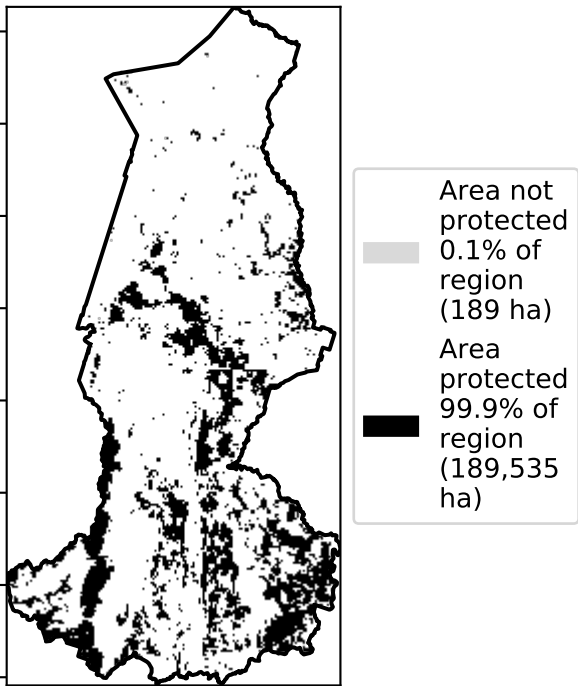 Area not
protected
0.1% of
region
(189 ha)
Area
protected
99.9% of
region
(189,535
ha)